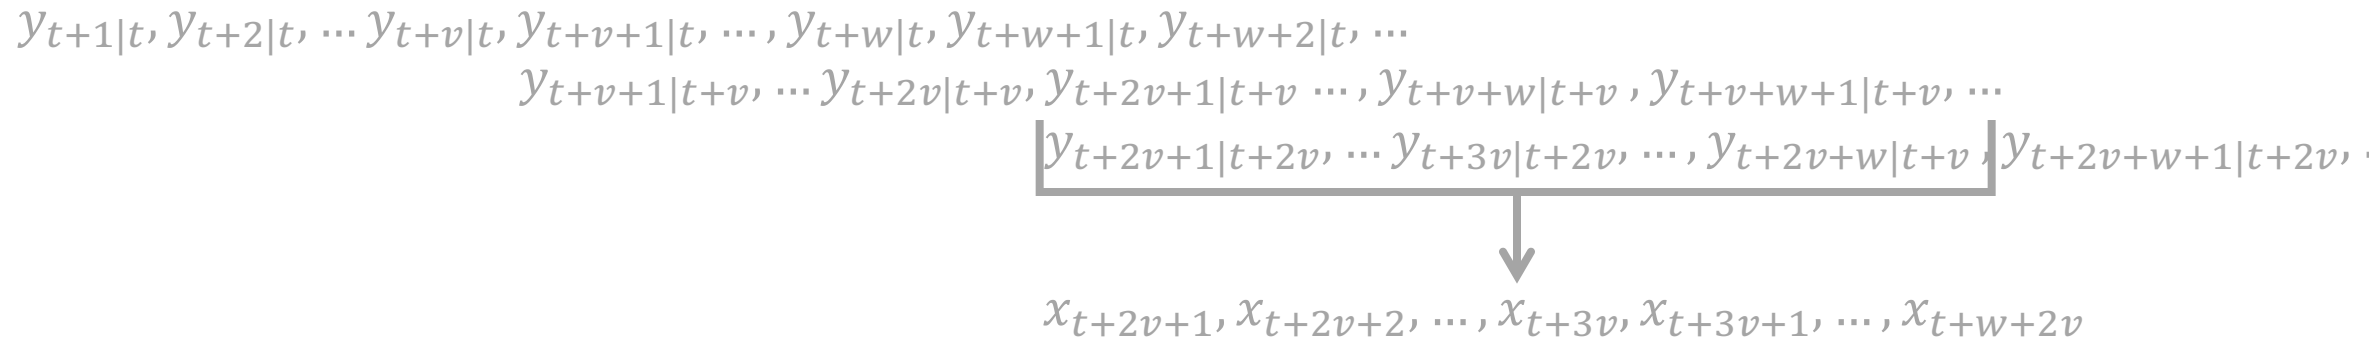 y_{t+1|t}, y_{t+2|t}, … y_{t+v|t}, y_{t+v+1|t}, … , y_{t+w|t}, y_{t+w+1|t}, y_{t+w+2|t}, …
y_{t+v+1|t+v}, … y_{t+2v|t+v}, y_{t+2v+1|t+v} … , y_{t+v+w|t+v} , y_{t+v+w+1|t+v}, …
y_{t+2v+1|t+2v}, … y_{t+3v|t+2v}, … , y_{t+2v+w|t+v} , y_{t+2v+w+1|t+2v}, .
x_{t+2v+1}, x_{t+2v+2}, … , x_{t+3v}, x_{t+3v+1}, … , x_{t+w+2v}